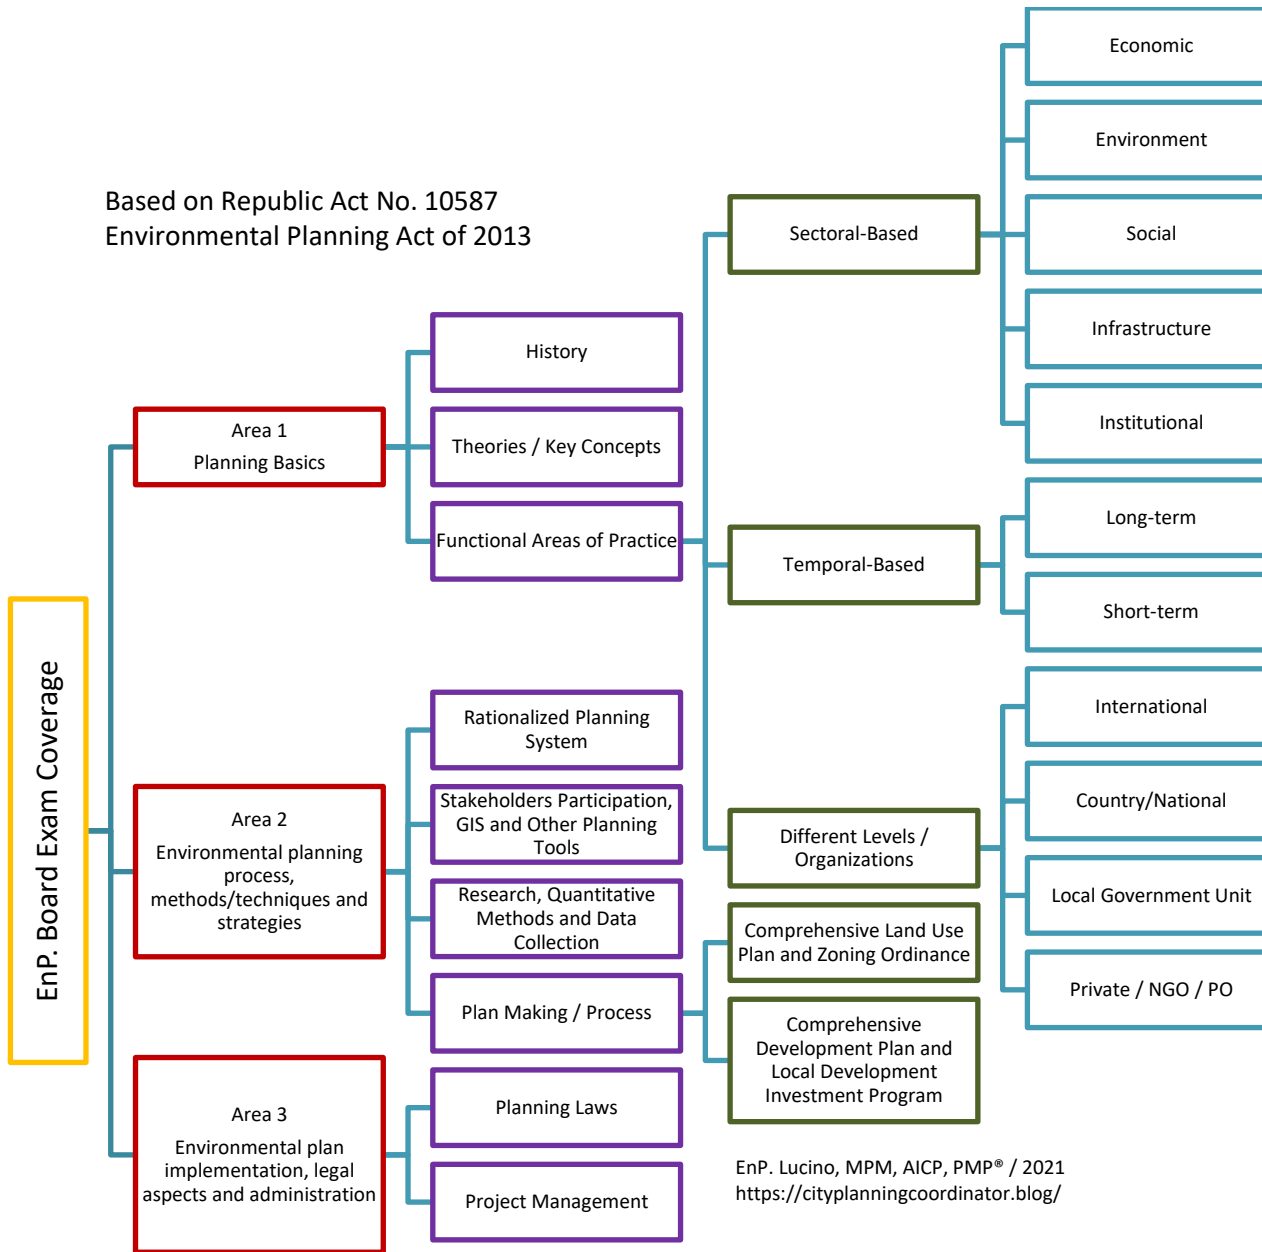 Based on Republic Act No. 10587
Environmental Planning Act of 2013
EnP. Board Exam Coverage
Area 1
Planning Basics
History
Theories / Key Concepts
Functional Areas of Practice
Sectoral-Based
Economic
Environment
Social
Infrastructure
Institutional
Temporal-Based
Long-term
Short-term
Different Levels /
Organizations
International
Country/National
Local Government Unit
Private / NGO / PO
Area 2
Environmental planning
process,
methods/techniques and
strategies
Rationalized Planning
System
Stakeholders Participation,
GIS and Other Planning
Tools
Research, Quantitative
Methods and Data
Collection
Plan Making / Process
Comprehensive Land Use
Plan and Zoning Ordinance
Comprehensive
Development Plan and
Local Development
Investment Program
Area 3
Environmental plan
implementation, legal
aspects and administration
Planning Laws
Project Management
EnP. Lucino, MPM, AICP, PMP® / 2021
https://cityplanningcoordinator.blog/